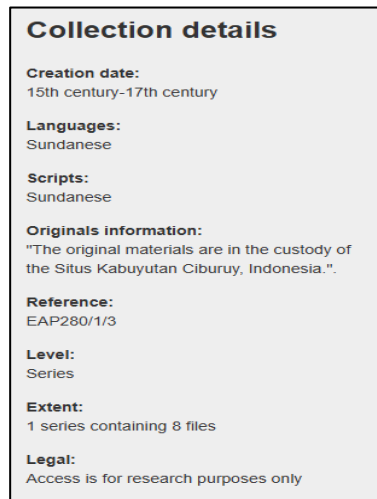 Collection details
Creation date:
15th century-17th century
Languages:
Sundanese
Scripts:
Sundanese
Originals information:
"The original materials are in the custody of
the Situs Kabuyutan Ciburuy, Indonesia.".
Reference:
EAP280/1/3
Level:
Series
Extent:
1 series containing 8 files
Legal:
Access is for research purposes only